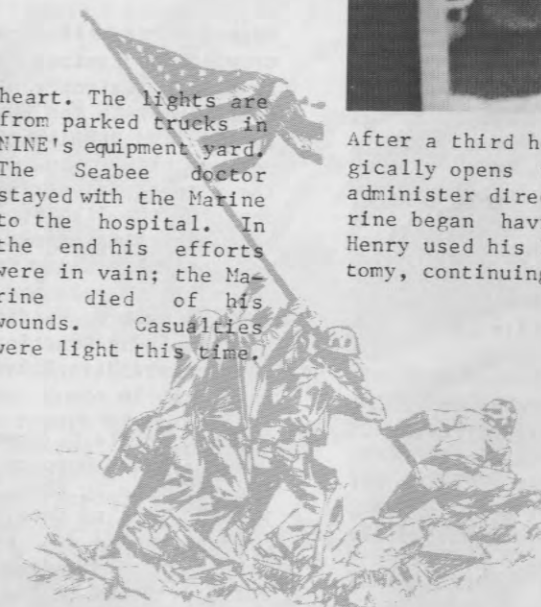 heart. The lights are
from parked trucks in
NINE's equipment yard.
The Seabee doctor
stayed with the Marine
to the hospital. In
the end his efforts
were in vain; the Ma-
rine died of his
wounds. Casualties
were light this time.
After a third h
gically opens
administer direc
rine began hav
Henry used his
tomy, continuing